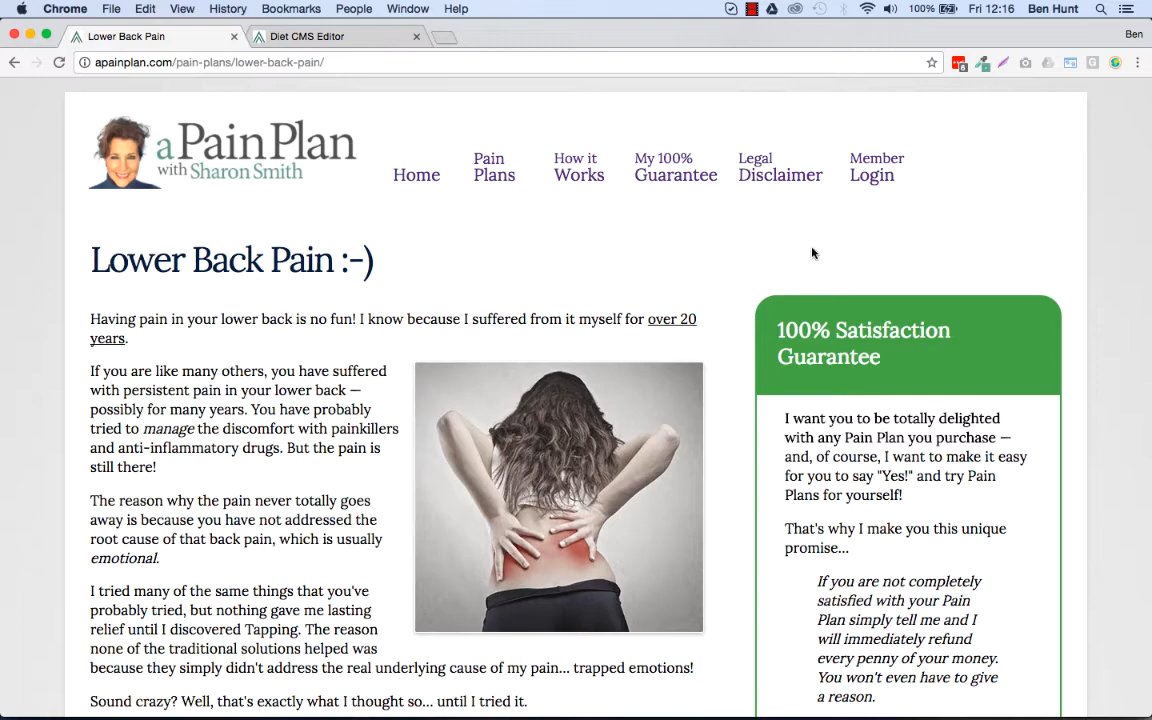 Chrome File Edit View History Bookmarks People Window Help 100% Fri 12:16 Ben Hunt
Lower Back Pain Diet CMS Editor Ben
apainplan.com/pain-plans/lower-back-pain/
a Pain Plan
with Sharon Smith
Home
Pain
Plans
How it
Works
My 100%
Guarantee
Legal
Disclaimer
Member
Login
Lower Back Pain :-)
Having pain in your lower back is no fun! I know because I suffered from it myself for over 20
years.
If you are like many others, you have suffered
with persistent pain in your lower back —
possibly for many years. You have probably
tried to manage the discomfort with painkillers
and anti-inflammatory drugs. But the pain is
still there!
The reason why the pain never totally goes
away is because you have not addressed the
root cause of that back pain, which is usually
emotional.
I tried many of the same things that you've
probably tried, but nothing gave me lasting
relief until I discovered Tapping. The reason
none of the traditional solutions helped was
because they simply didn't address the real underlying cause of my pain... trapped emotions!
Sound crazy? Well, that's exactly what I thought so... until I tried it.
100% Satisfaction
Guarantee
I want you to be totally delighted
with any Pain Plan you purchase —
and, of course, I want to make it easy
for you to say "Yes!" and try Pain
Plans for yourself!
That's why I make you this unique
promise...
If you are not completely
satisfied with your Pain
Plan simply tell me and I
will immediately refund
every penny of your money.
You won't even have to give
a reason.